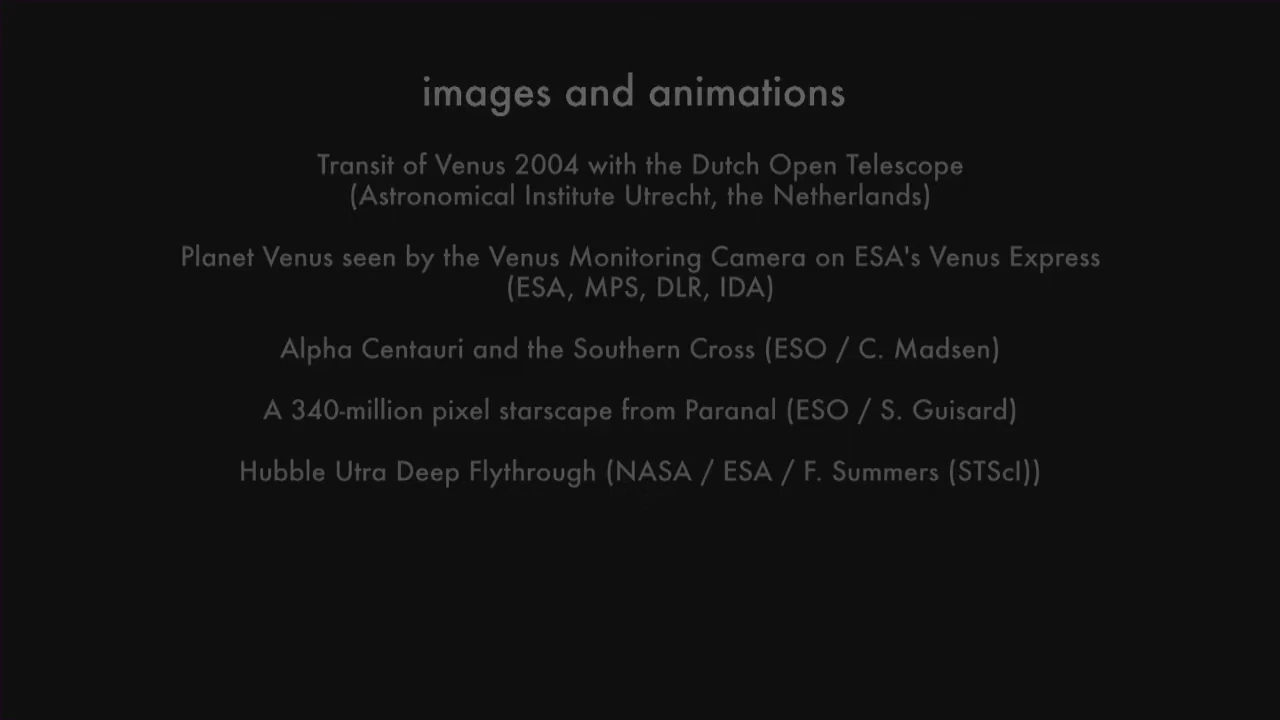 images and animations
Transit of Venus 2004 with the Dutch Open Telescope
(Astronomical Institute Utrecht, the Netherlands)
Planet Venus seen by the Venus Monitoring Camera on ESA's Venus Express
(ESA, MPS, DLR, IDA)
Alpha Centauri and the Southern Cross (ESO / C. Madsen)
A 340-million pixel starscape from Paranal (ESO / S. Guisard)
Hubble Utra Deep Flythrough (NASA / ESA / F. Summers (STScI))